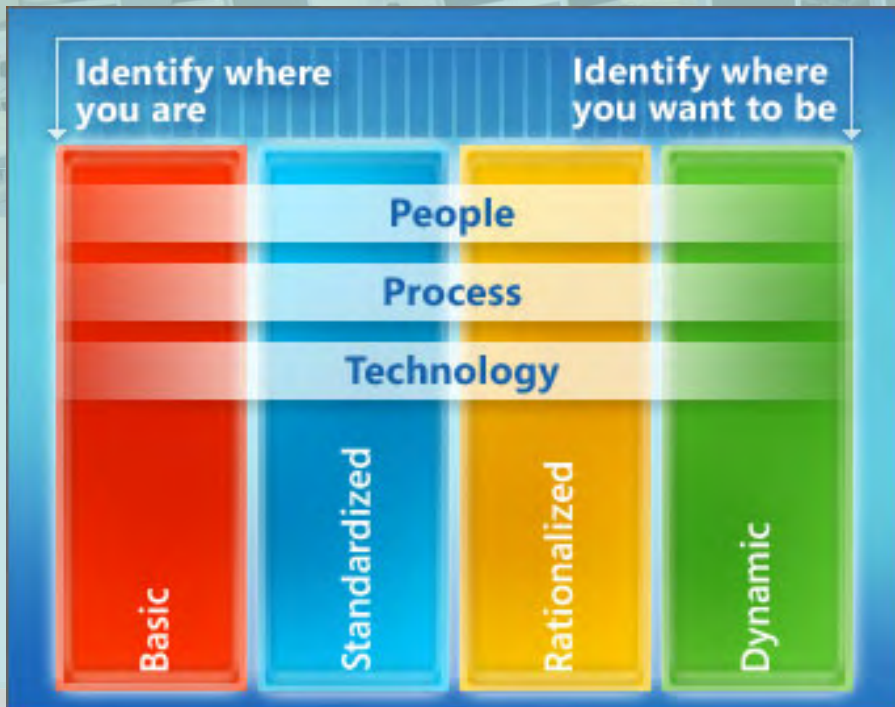 Identify where
you are
Identify where
you want to be
People
Process
Technology
Basic
Standardized
Rationalized
Dynamic